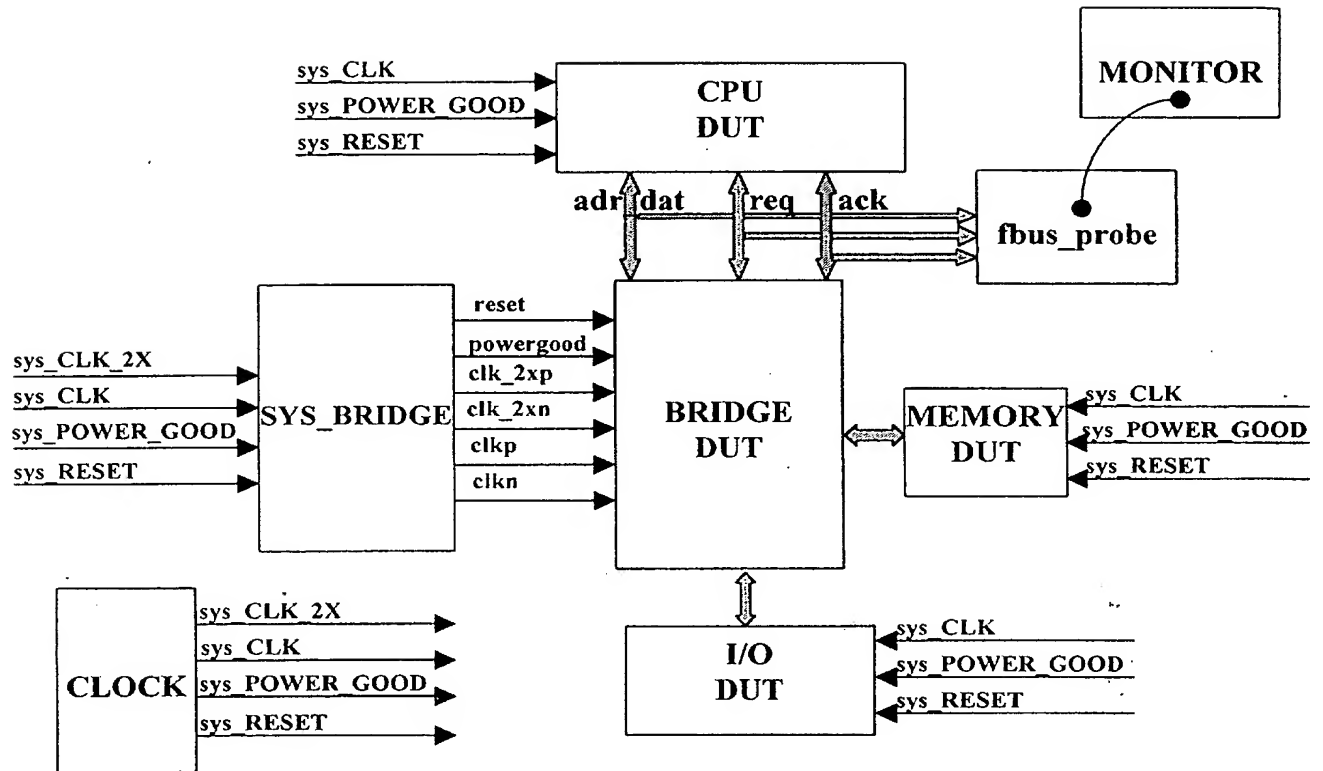 MONITOR
sys_CLK
sys_POWER_GOOD
sys_RESET
CPU
DUT
adr dat
req
ack
fbus_probe
sys_CLK_2X
sys_CLK
sys_POWER_GOOD
sys_RESET
SYS_BRIDGE
reset
powergood
clk_2xp
clk_2xn
clkp
clkn
BRIDGE
DUT
MEMORY
DUT
sys_CLK
sys_POWER_GOOD
sys_RESET
CLOCK
sys_CLK_2X
sys_CLK
sys_POWER_GOOD
sys_RESET
I/O
DUT
sys_CLK
sys_POWER_GOOD
sys_RESET